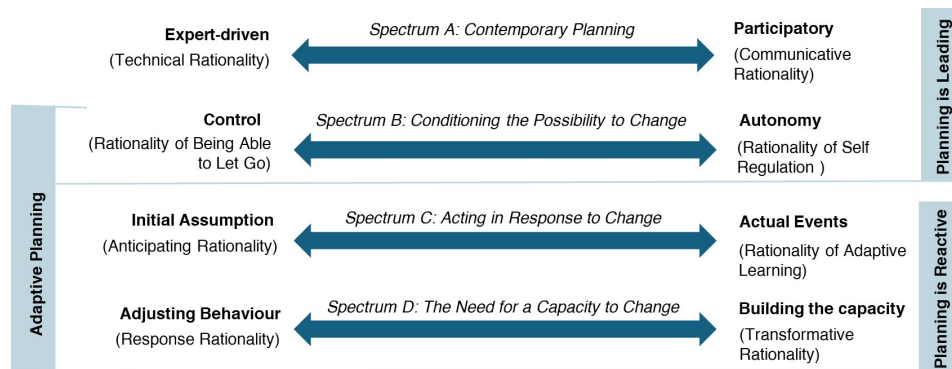 Expert-driven
(Technical Rationality)
Spectrum A: Contemporary Planning
Participatory
(Communicative
Rationality)
Control
(Rationality of Being Able
to Let Go)
Spectrum B: Conditioning the Possibility to Change
Autonomy
(Rationality of Self
Regulation )
Planning is Leading
Adaptive Planning
Initial Assumption
(Anticipating Rationality)
Spectrum C: Acting in Response to Change
Actual Events
(Rationality of Adaptive
Learning)
Adjusting Behaviour
(Response Rationality)
Spectrum D: The Need for a Capacity to Change
Building the capacity
(Transformative
Rationality)
Planning is Reactive